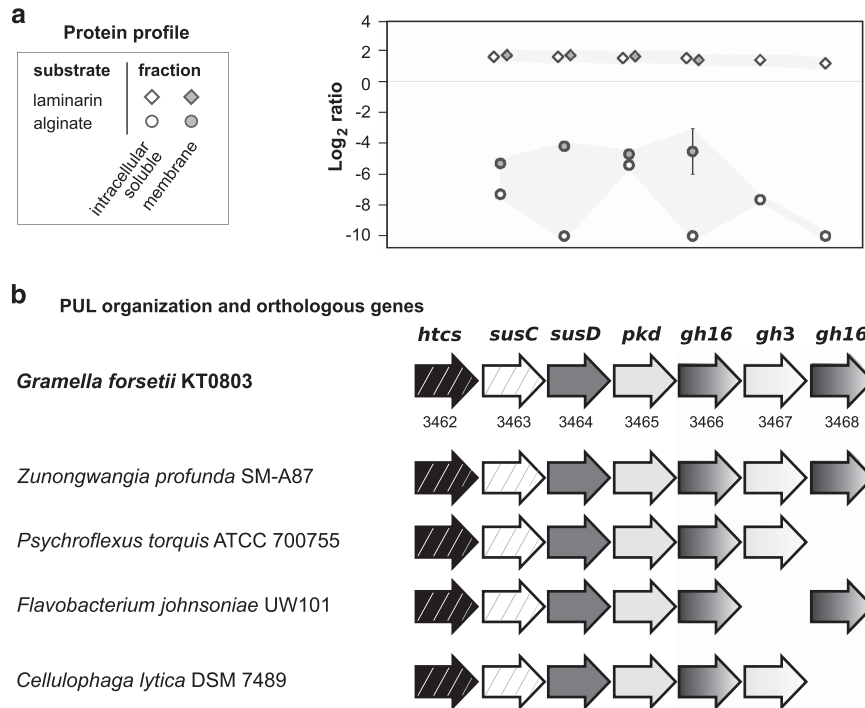 a
Protein profile
substrate fraction
laminarin
alginate
intracellular
soluble
membrane
Log2 ratio
4
2
0
-2
-4
-6
-8
-10
b
PUL organization and orthologous genes
htcs susC susD pkd gh16 gh3 gh16
Gramella forsetii KT0803
3462 3463 3464 3465 3466 3467 3468
Zunongwangia profunda SM-A87
Psychroflexus torquis ATCC 700755
Flavobacterium johnsoniae UW101
Cellulophaga lytica DSM 7489